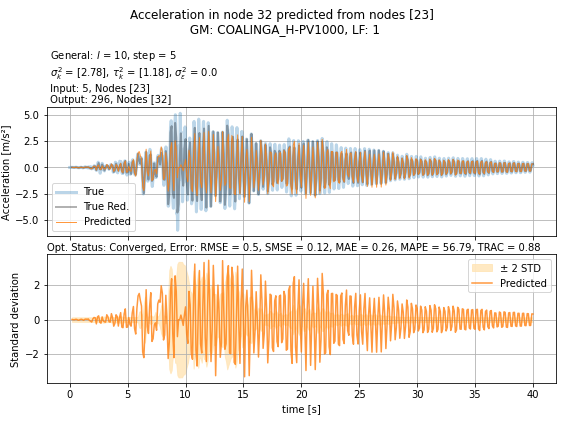 Acceleration in node 32 predicted from nodes [23]
GM: COALINGA_H-PV1000, LF: 1
General: l = 10, step = 5
σ²ₖ = [2.78], τ²ₖ = [1.18], σ²ₑ = 0.0
Input: 5, Nodes [23]
Output: 296, Nodes [32]
5.0
2.5
0.0
−2.5
−5.0
Acceleration [m/s²]
True
True Red.
Predicted
Opt. Status: Converged, Error: RMSE = 0.5, SMSE = 0.12, MAE = 0.26, MAPE = 56.79, TRAC = 0.88
2
0
−2
Standard deviation
± 2 STD
Predicted
0 5 10 15 20 25 30 35 40
time [s]